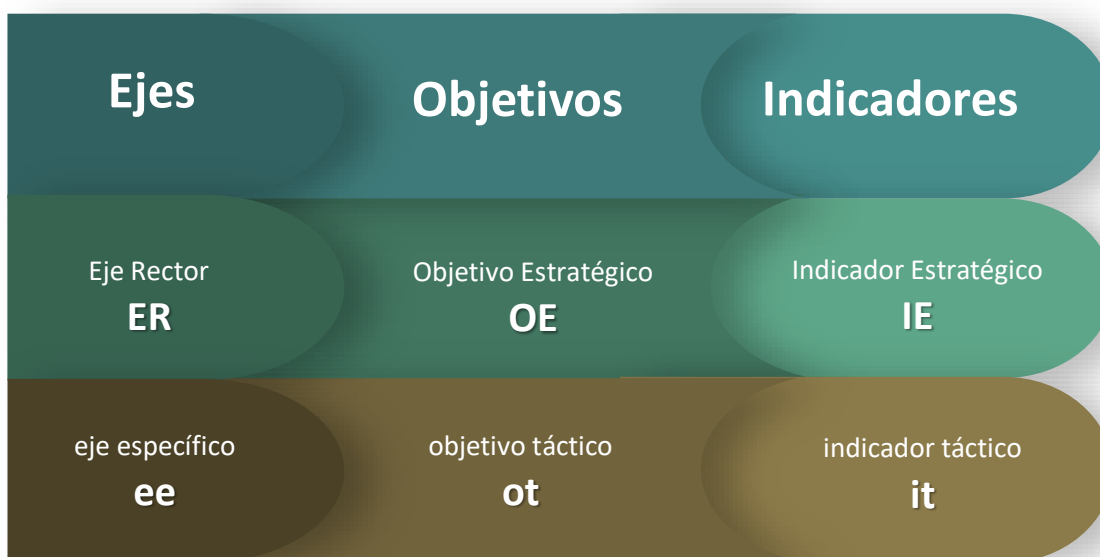 Ejes
Objetivos
Indicadores
Eje Rector
ER
Objetivo Estratégico
OE
Indicador Estratégico
IE
eje específico
ee
objetivo táctico
ot
indicador táctico
it